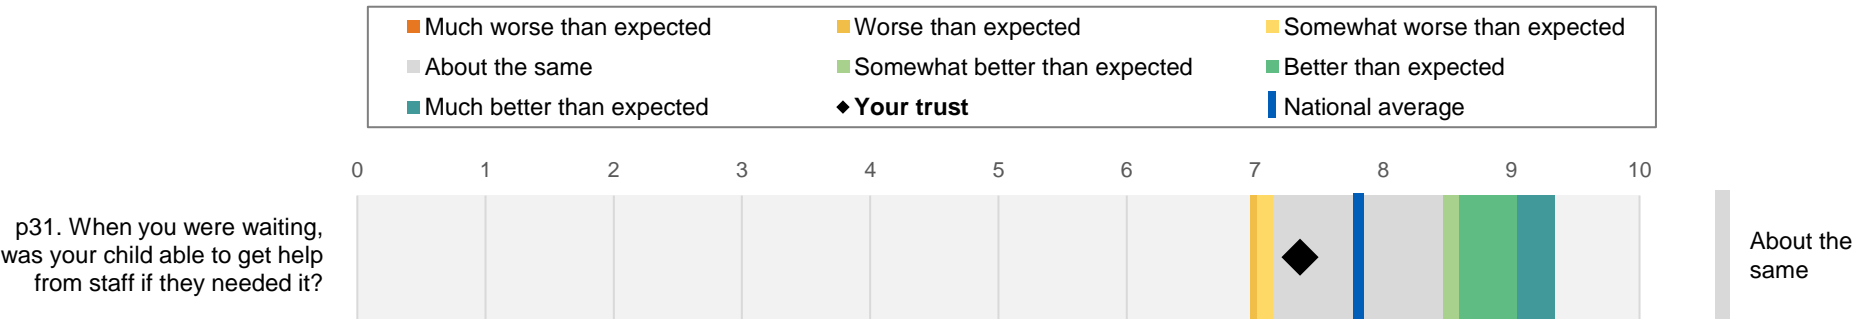 Much worse than expected
Worse than expected
Somewhat worse than expected
About the same
Somewhat better than expected
Better than expected
Much better than expected
Your trust
National average
0 1 2 3 4 5 6 7 8 9 10
p31. When you were waiting,
was your child able to get help
from staff if they needed it?
About the
same